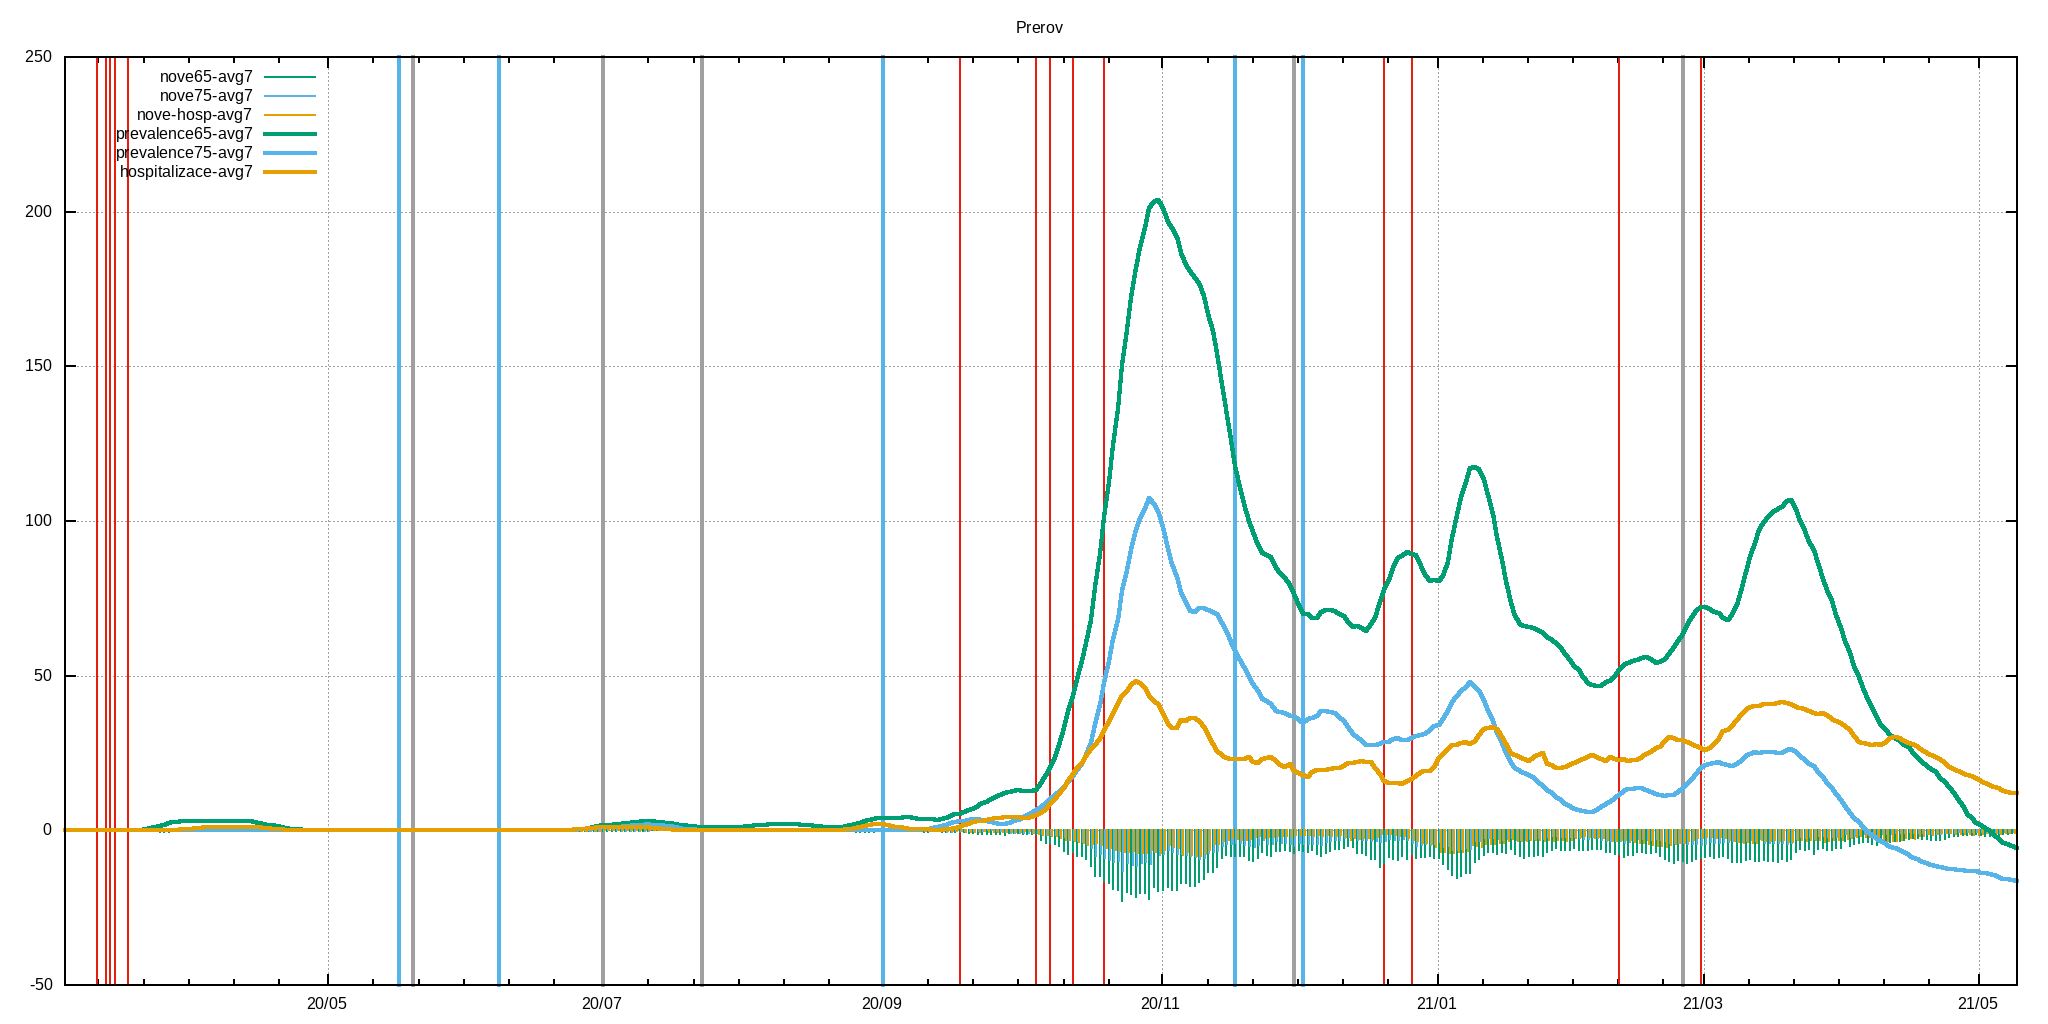 Prerov
250
nove65-avg7
nove75-avg7
nove-hosp-avg7
prevalence65-avg7
prevalence75-avg7
hospitalizace-avg7
200
150
100
50
0
-50
20/05 20/07 20/09 20/11 21/01 21/03 21/05